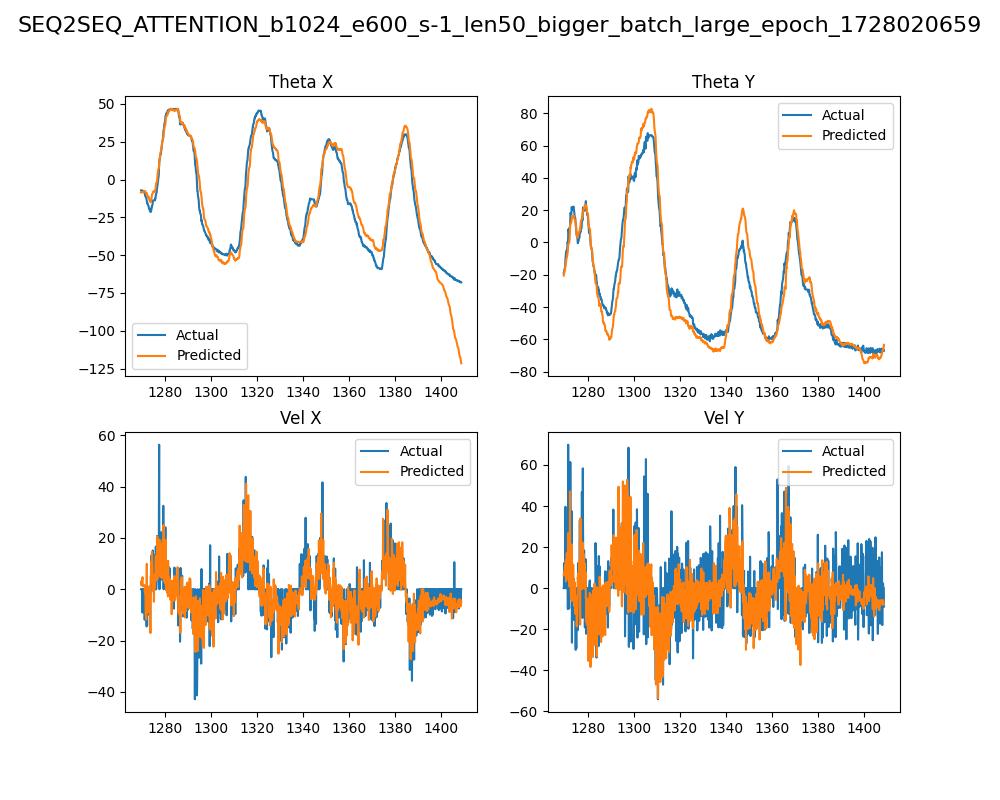 SEQ2SEQ_ATTENTION_b1024_e600_s-1_len50_bigger_batch_large_epoch_1728020659
Theta X
50
25
0
−25
−50
−75
−100
−125
1280 1300 1320 1340 1360 1380 1400
Actual
Predicted
Theta Y
80
60
40
20
0
−20
−40
−60
−80
1280 1300 1320 1340 1360 1380 1400
Actual
Predicted
Vel X
60
40
20
0
−20
−40
1280 1300 1320 1340 1360 1380 1400
Actual
Predicted
Vel Y
60
40
20
0
−20
−40
−60
1280 1300 1320 1340 1360 1380 1400
Actual
Predicted